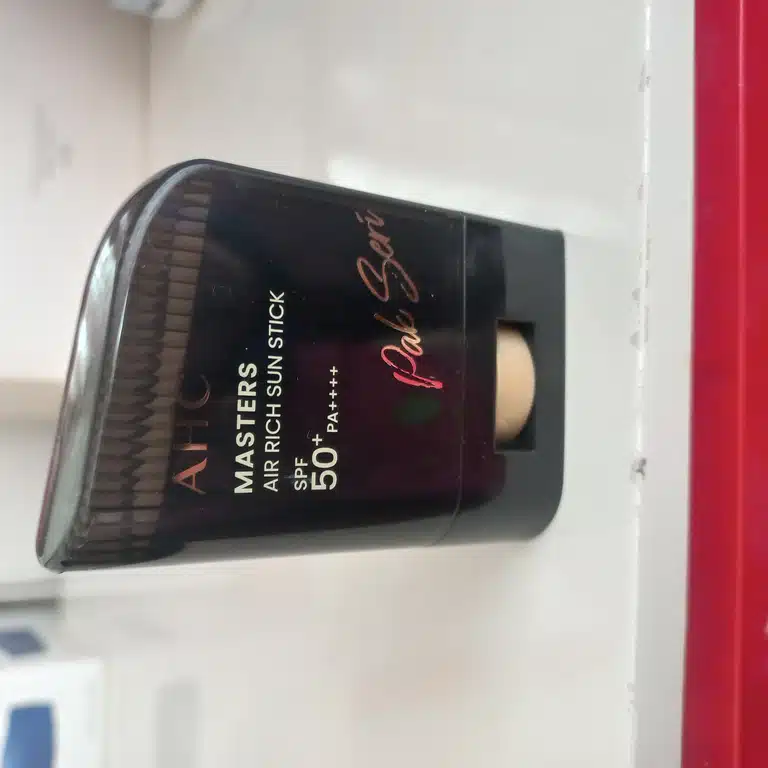 AHC
MASTERS
AIR RICH SUN STICK
SPF
50+ PA++++
Pak Seri